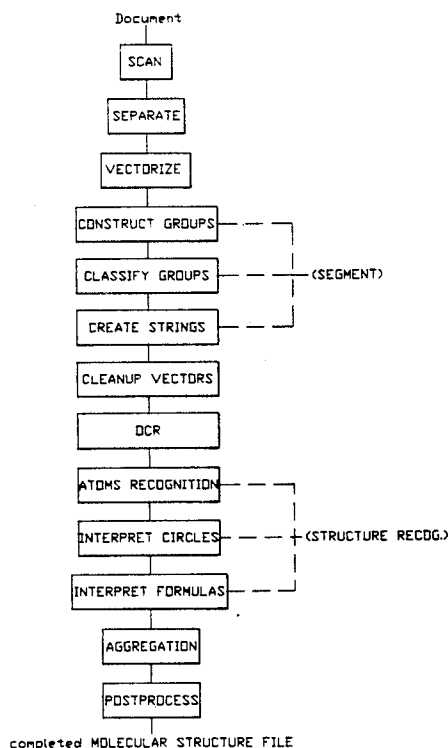 Document
SCAN
SEPARATE
VECTORIZE
CONSTRUCT GROUPS
CLASSIFY GROUPS
(SEGMENT)
CREATE STRINGS
CLEANUP VECTORS
OCR
ATOMS RECOGNITION
INTERPRET CIRCLES
(STRUCTURE RECOG.)
INTERPRET FORMULAS
AGGREGATION
POSTPROCESS
completed MOLECULAR STRUCTURE FILE